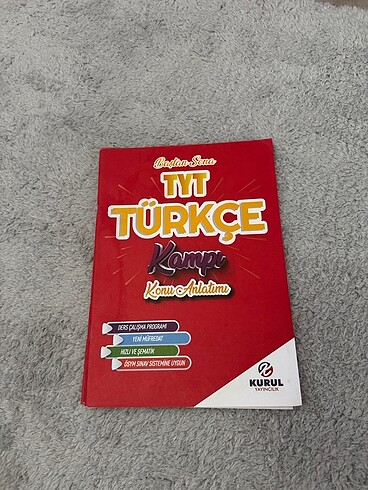 Baştan Sona
TYT
TÜRKÇE
Kampı
Konu Anlatımı
DERS ÇALIŞMA PROGRAMI
YENİ MÜFREDAT
HIZLI VE ŞEMATİK
ÖSYM SINAV SİSTEMİNE UYGUN
KURUL
YAYINCILIK